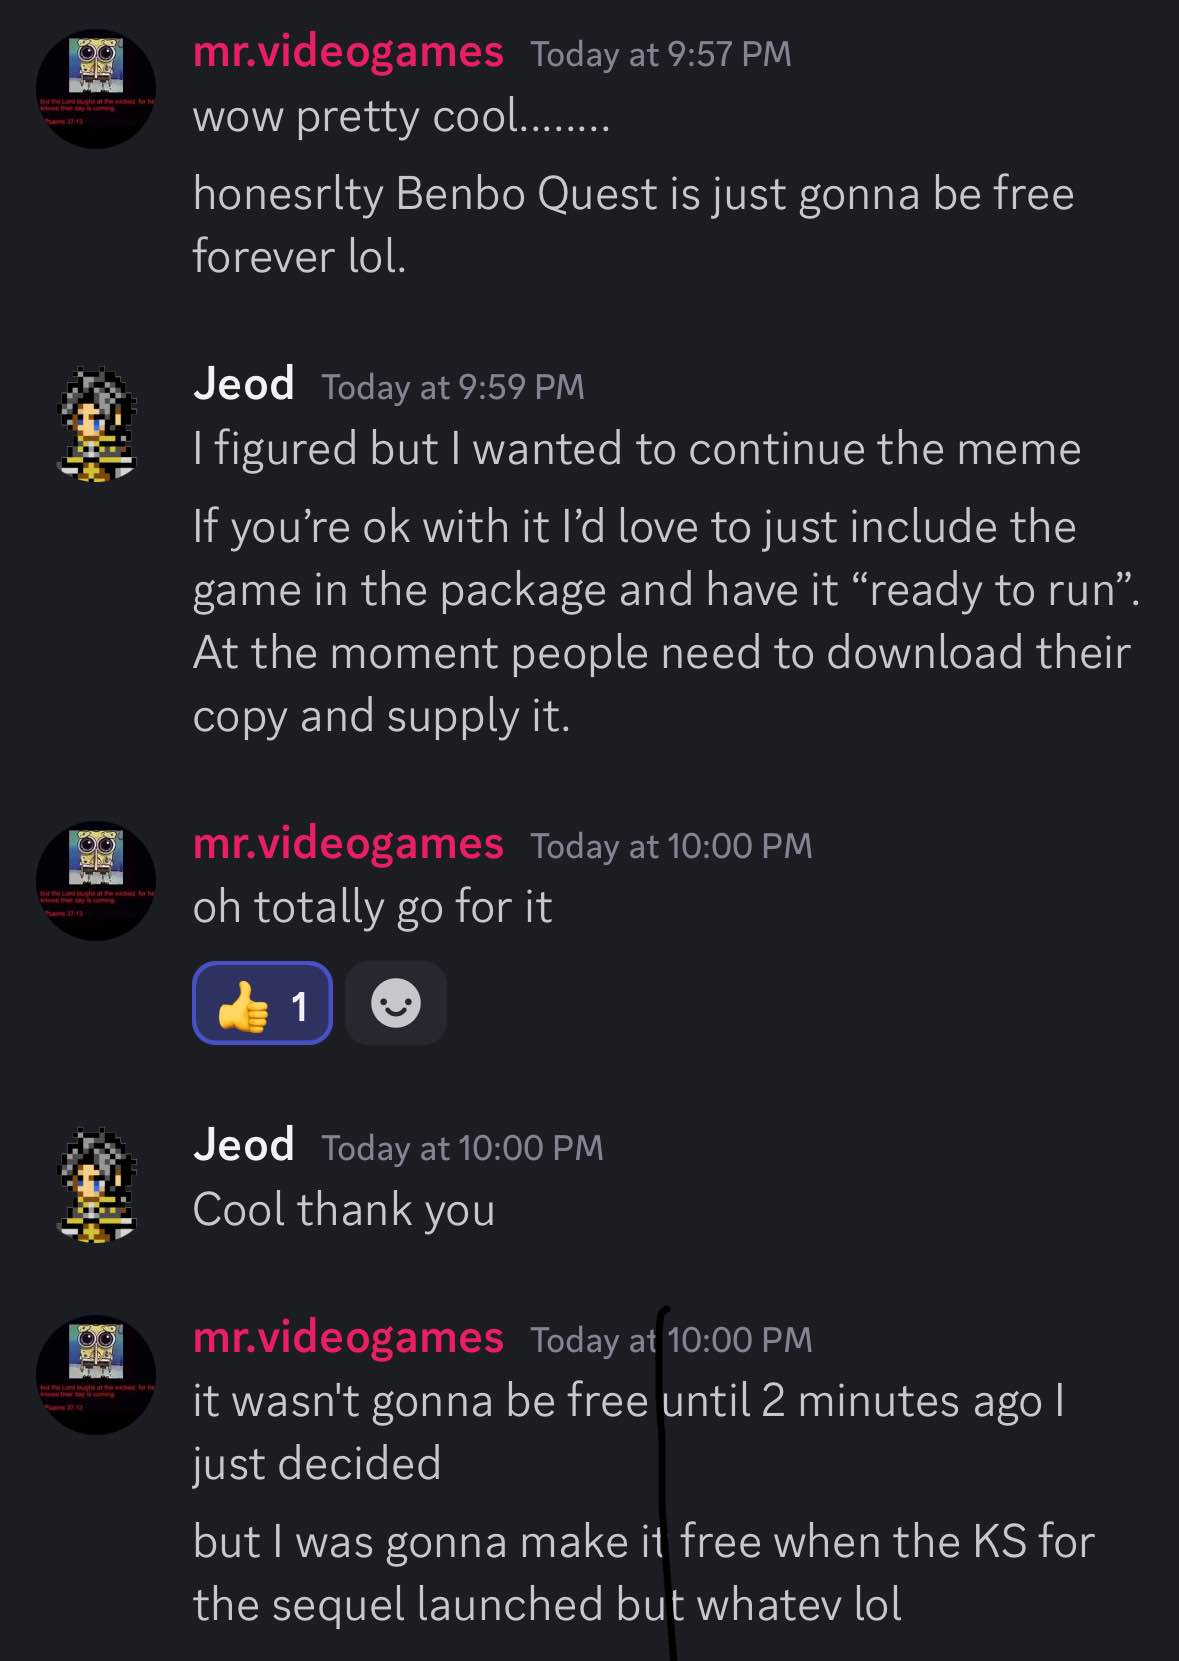 mr.videogames Today at 9:57 PM
wow pretty cool........
honesrlty Benbo Quest is just gonna be free
forever lol.
Jeod Today at 9:59 PM
I figured but I wanted to continue the meme
If you’re ok with it I’d love to just include the
game in the package and have it “ready to run”.
At the moment people need to download their
copy and supply it.
mr.videogames Today at 10:00 PM
oh totally go for it
1
Jeod Today at 10:00 PM
Cool thank you
mr.videogames Today at 10:00 PM
it wasn't gonna be free until 2 minutes ago I
just decided
but I was gonna make it free when the KS for
the sequel launched but whatev lol